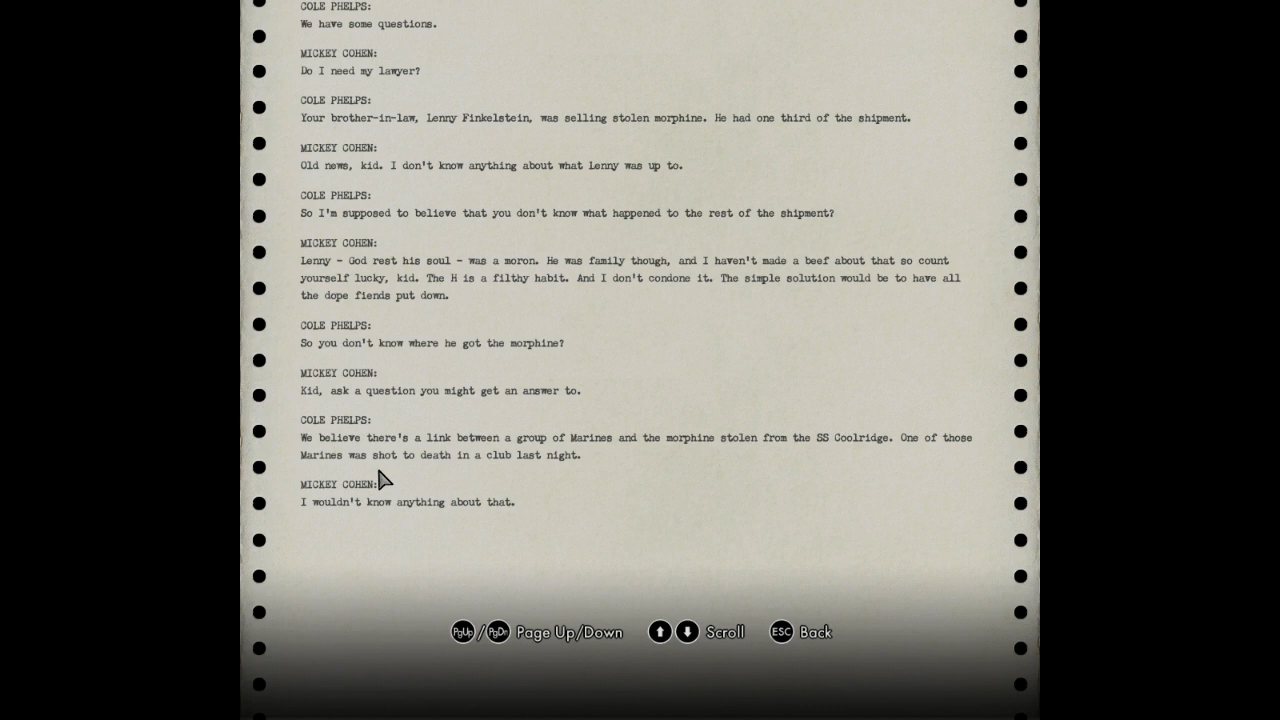 COLE PHELPS:
We have some questions.
MICKEY COHEN:
Do I need my lawyer?
COLE PHELPS:
Your brother-in-law, Lenny Finkelstein, was selling stolen morphine. He had one third of the shipment.
MICKEY COHEN:
Old news, kid. I don't know anything about what Lenny was up to.
COLE PHELPS:
So I'm supposed to believe that you don't know what happened to the rest of the shipment?
MICKEY COHEN:
Lenny - God rest his soul - was a moron. He was family though, and I haven't made a beef about that so count
yourself lucky, kid. The H is a filthy habit. And I don't condone it. The simple solution would be to have all
the dope fiends put down.
COLE PHELPS:
So you don't know where he got the morphine?
MICKEY COHEN:
Kid, ask a question you might get an answer to.
COLE PHELPS:
We believe there's a link between a group of Marines and the morphine stolen from the SS Coolridge. One of those
Marines was shot to death in a club last night.
MICKEY COHEN:
I wouldn't know anything about that.
PgUp/PgDn Page Up/Down Scroll ESC Back